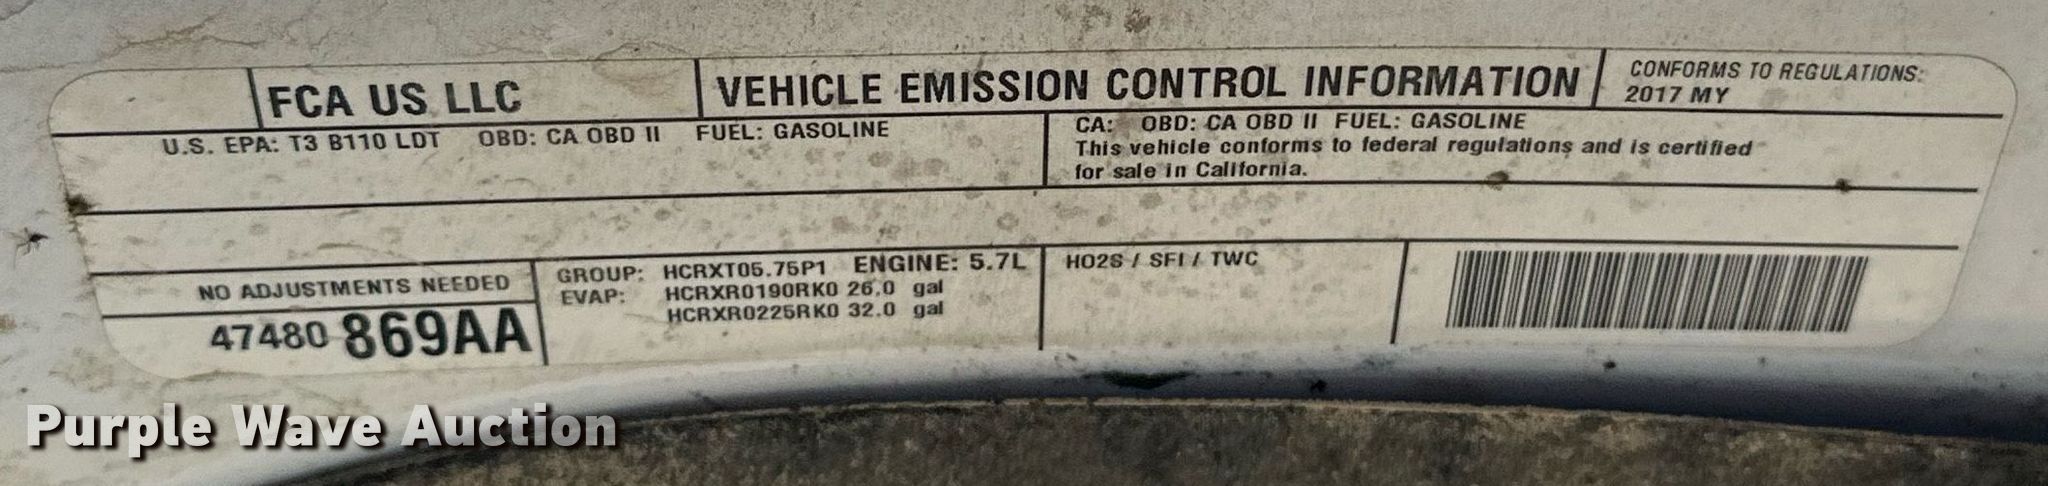 FCA US LLC
VEHICLE EMISSION CONTROL INFORMATION
CONFORMS TO REGULATIONS:
2017 MY
U.S. EPA: T3 B110 LDT OBD: CA OBD II FUEL: GASOLINE
CA: OBD: CA OBD II FUEL: GASOLINE
This vehicle conforms to federal regulations and is certified
for sale in California.
NO ADJUSTMENTS NEEDED
47480 869AA
GROUP: HCRXT05.75P1 ENGINE: 5.7L
EVAP: HCRXR0190RK0 26.0 gal
HCRXR0225RK0 32.0 gal
HO2S / SFI / TWC
Purple Wave Auction